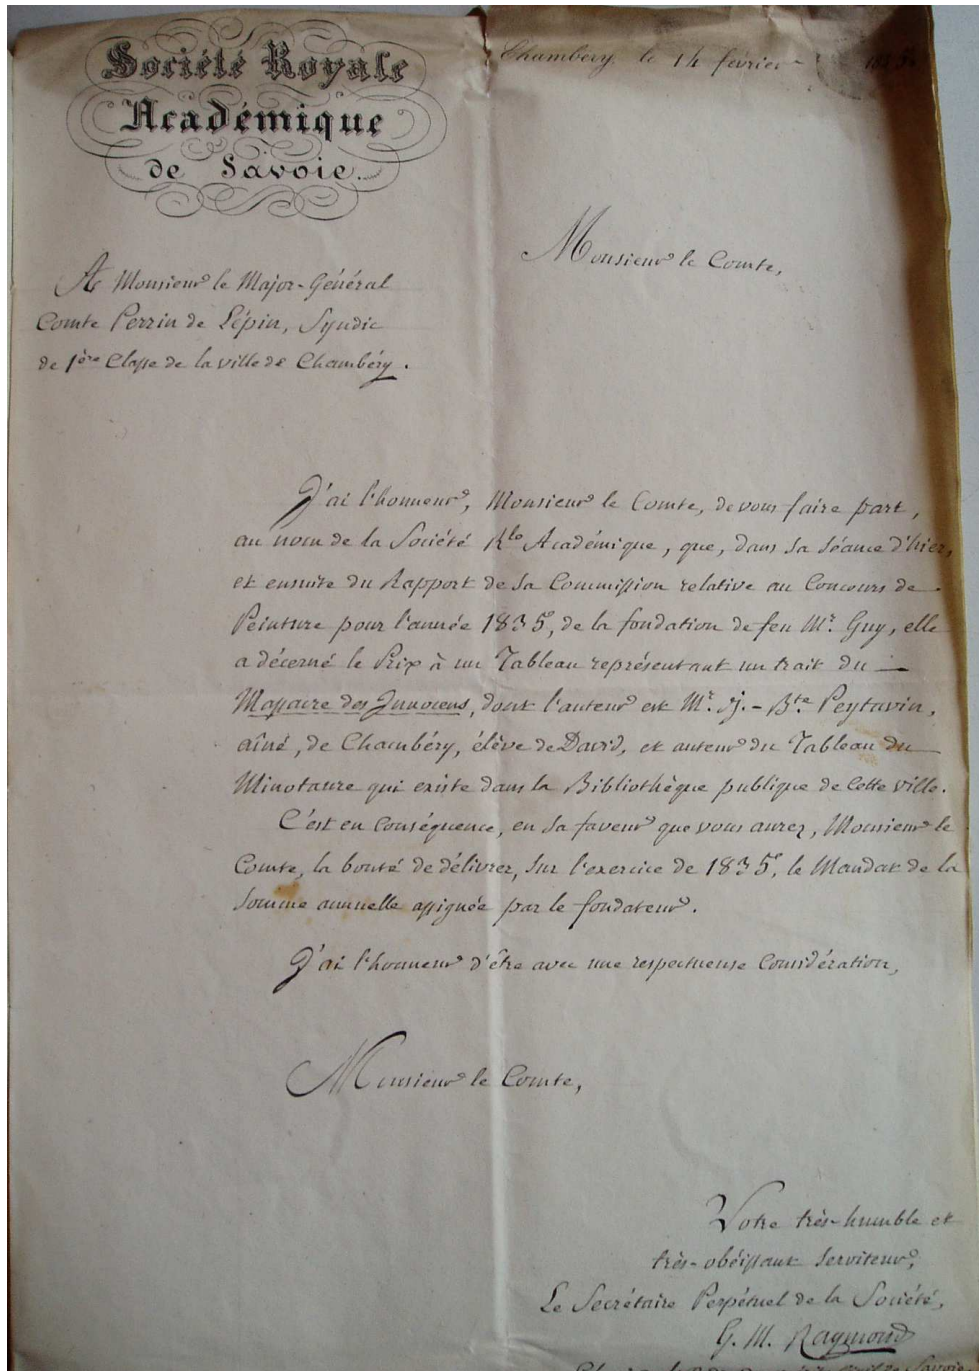 Société Royale
Académique
de Savoie.
Chambéry, le 14 février 1835.
Monsieur le Comte,
A Monsieur le Major-Général
Comte Perrin de Lépin, Syndic
de 1ère Classe de la ville de Chambéry.
J'ai l'honneur, Monsieur le Comte, de vous faire part,
au nom de la Société Rle Académique, que, dans sa séance d'hier,
et ensuite du Rapport de sa Commission relative au Concours de
Peinture pour l'année 1835, de la fondation de feu Mr. Guy, elle
a décerné le Prix à un Tableau représentant un trait du
Massacre des Innocens, dont l'auteur est Mr. J.-Bte Peytavin,
aîné, de Chambéry, élève de David, et auteur du Tableau du
Minotaure qui existe dans la Bibliothèque publique de cette ville.
C'est en conséquence, en sa faveur que vous aurez, Monsieur le
Comte, la bonté de délivrer, sur l'exercice de 1835, le Mandat de la
Somme annuelle assignée par le fondateur.
J'ai l'honneur d'être avec une respectueuse Considération,
Monsieur le Comte,
Votre très-humble et
très-obéissant Serviteur,
Le Secrétaire Perpétuel de la Société,
G. M. Raymond